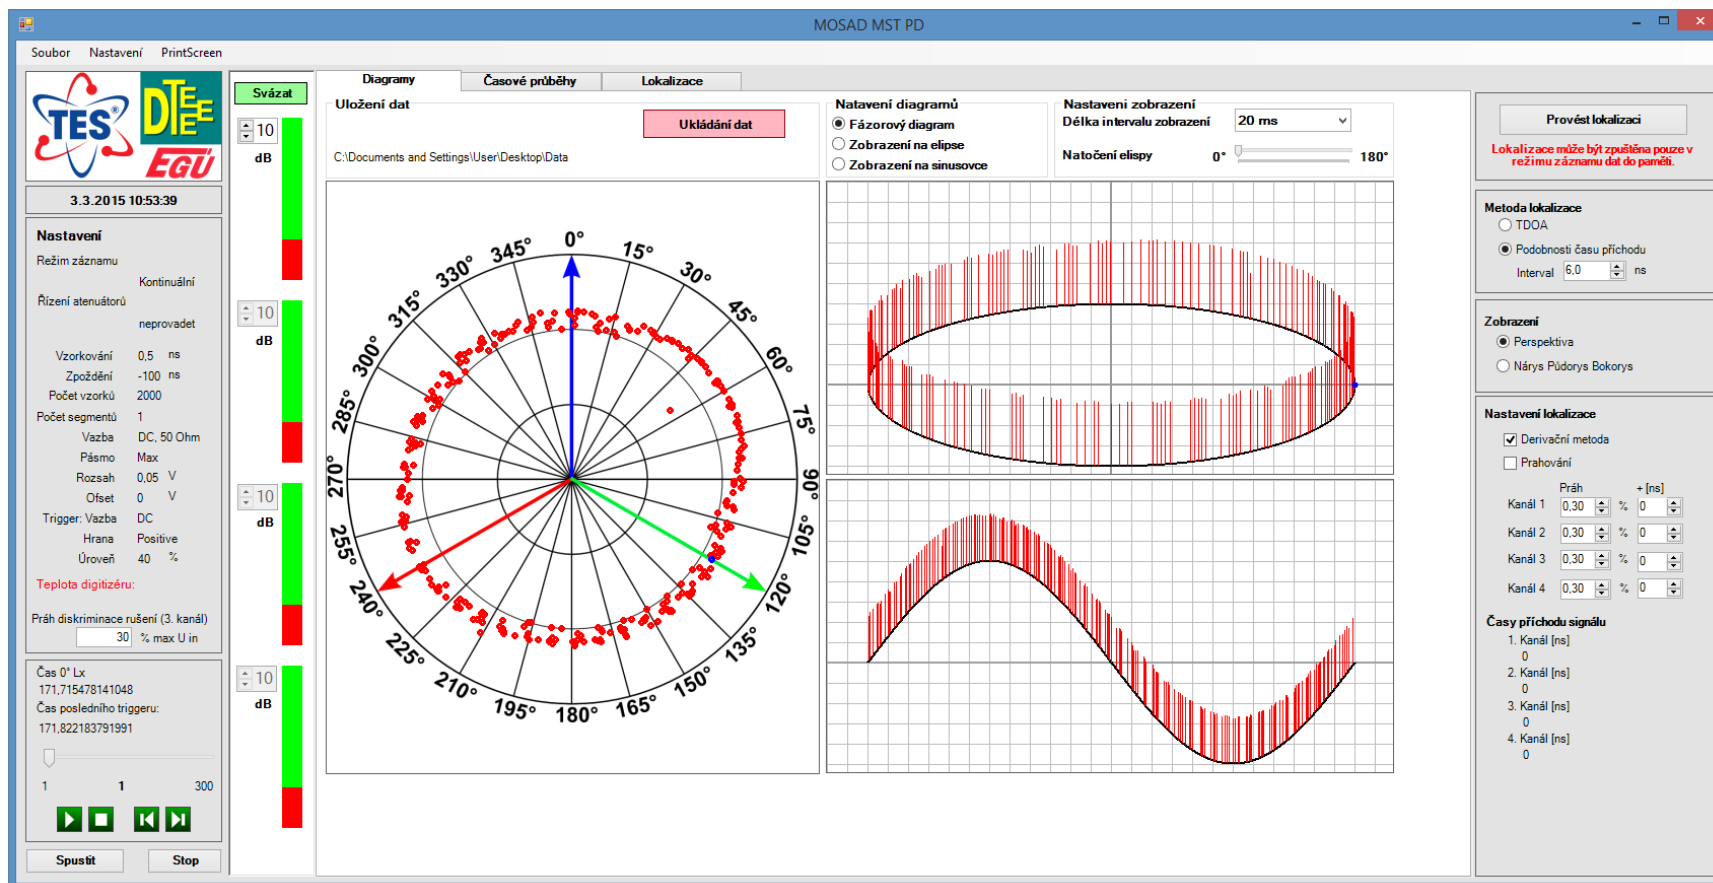 MOSAD MST PD
Soubor Nastavení PrintScreen
TES®
DTEEE
EGÚ
3.3.2015 10:53:39
Nastavení
Režim záznamu
Kontinuální
Řízení atenuátorů
neprovadet
Vzorkování 0,5 ns
Zpoždění -100 ns
Počet vzorků 2000
Počet segmentů 1
Vazba DC, 50 Ohm
Pásmo Max
Rozsah 0,05 V
Ofset 0 V
Trigger: Vazba DC
Hrana Positive
Úroveň 40 %
Teplota digitizéru:
Práh diskriminace rušení (3. kanál)
30 % max U in
Čas 0° Lx
171,715478141048
Čas posledního triggeru:
171,822183791991
1 1 300
Spustit Stop
Svázat
10
dB
10
dB
10
dB
10
dB
Diagramy Časové průběhy Lokalizace
Uložení dat
Ukládání dat
C:\Documents and Settings\User\Desktop\Data
Natavení diagramů
Fázorový diagram
Zobrazení na elipse
Zobrazení na sinusovce
Nastavení zobrazení
Délka intervalu zobrazení 20 ms
Natočení elispy 0° 180°
0°
15°
30°
45°
60°
75°
90°
105°
120°
135°
150°
165°
180°
195°
210°
225°
240°
255°
270°
285°
300°
315°
330°
345°
Provést lokalizaci
Lokalizace může být zpuštěna pouze v
režimu záznamu dat do paměti.
Metoda lokalizace
TDOA
Podobnosti času příchodu
Interval 6,0 ns
Zobrazení
Perspektiva
Nárys Půdorys Bokorys
Nastavení lokalizace
Derivační metoda
Prahování
Práh + [ns]
Kanál 1 0,30 % 0
Kanál 2 0,30 % 0
Kanál 3 0,30 % 0
Kanál 4 0,30 % 0
Časy příchodu signálu
1. Kanál [ns]
0
2. Kanál [ns]
0
3. Kanál [ns]
0
4. Kanál [ns]
0